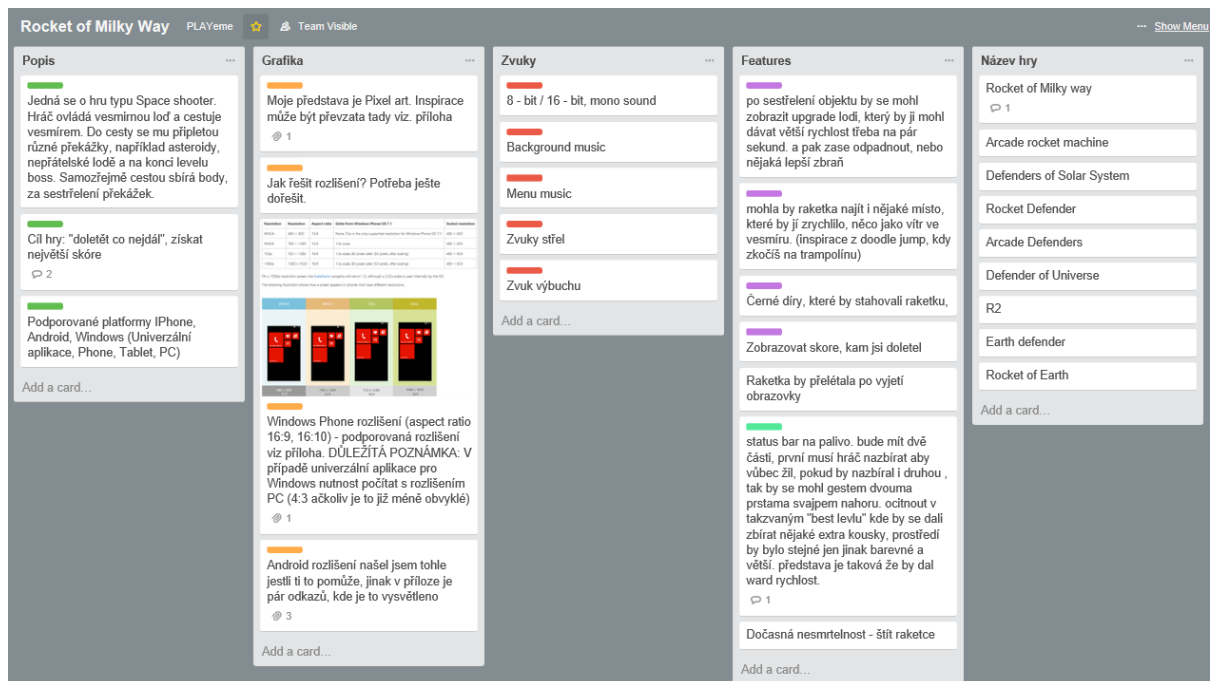 Rocket of Milky Way PLAYeme Team Visible ... Show Menu
Popis
Jedná se o hru typu Space shooter.
Hráč ovládá vesmirnou loď a cestuje
vesmírem. Do cesty se mu připletou
různé překážky, například asteroidy,
nepřátelské lodě a na konci levelu
boss. Samozřejmě cestou sbírá body,
za sestřelení překážek.
Cíl hry: "doletět co nejdál", získat
největší skóre
2
Podporované platformy IPhone,
Android, Windows (Univerzální
aplikace, Phone, Tablet, PC)
Add a card...
Grafika
Moje představa je Pixel art. Inspirace
může být převzata tady viz. příloha
1
Jak řešit rozlišení? Potřeba ješte
dořešit.
Windows Phone rozlišení (aspect ratio
16:9, 16:10) - podporovaná rozlišení
viz příloha. DŮLEŽÍTÁ POZNÁMKA: V
případě univerzální aplikace pro
Windows nutnost počítat s rozlišením
PC (4:3 ačkoliv je to již méně obvyklé)
1
Android rozlišení našel jsem tohle
jestli ti to pomůže, jinak v příloze je
pár odkazů, kde je to vysvětleno
3
Add a card...
Zvuky
8 - bit / 16 - bit, mono sound
Background music
Menu music
Zvuky střel
Zvuk výbuchu
Add a card...
Features
po sestřelení objektu by se mohl
zobrazit upgrade lodi, který by ji mohl
dávat větší rychlost třeba na pár
sekund. a pak zase odpadnout, nebo
nějaká lepší zbraň
mohla by raketka najít i nějaké místo,
které by jí zrychlilo, něco jako vítr ve
vesmíru. (inspirace z doodle jump, kdy
zkočíš na trampolínu)
Černé díry, které by stahovali raketku,
Zobrazovat skore, kam jsi doletel
Raketka by přelétala po vyjetí
obrazovky
status bar na palivo. bude mít dvě
části, první musí hráč nazbírat aby
vůbec žil, pokud by nazbíral i druhou ,
tak by se mohl gestem dvouma
prstama svajpem nahoru. ocitnout v
takzvaným "best levlu" kde by se dali
zbírat nějaké extra kousky, prostředí
by bylo stejné jen jinak barevné a
větší. představa je taková že by dal
ward rychlost.
1
Dočasná nesmrtelnost - štít raketce
Add a card...
Název hry
Rocket of Milky way
1
Arcade rocket machine
Defenders of Solar System
Rocket Defender
Arcade Defenders
Defender of Universe
R2
Earth defender
Rocket of Earth
Add a card...